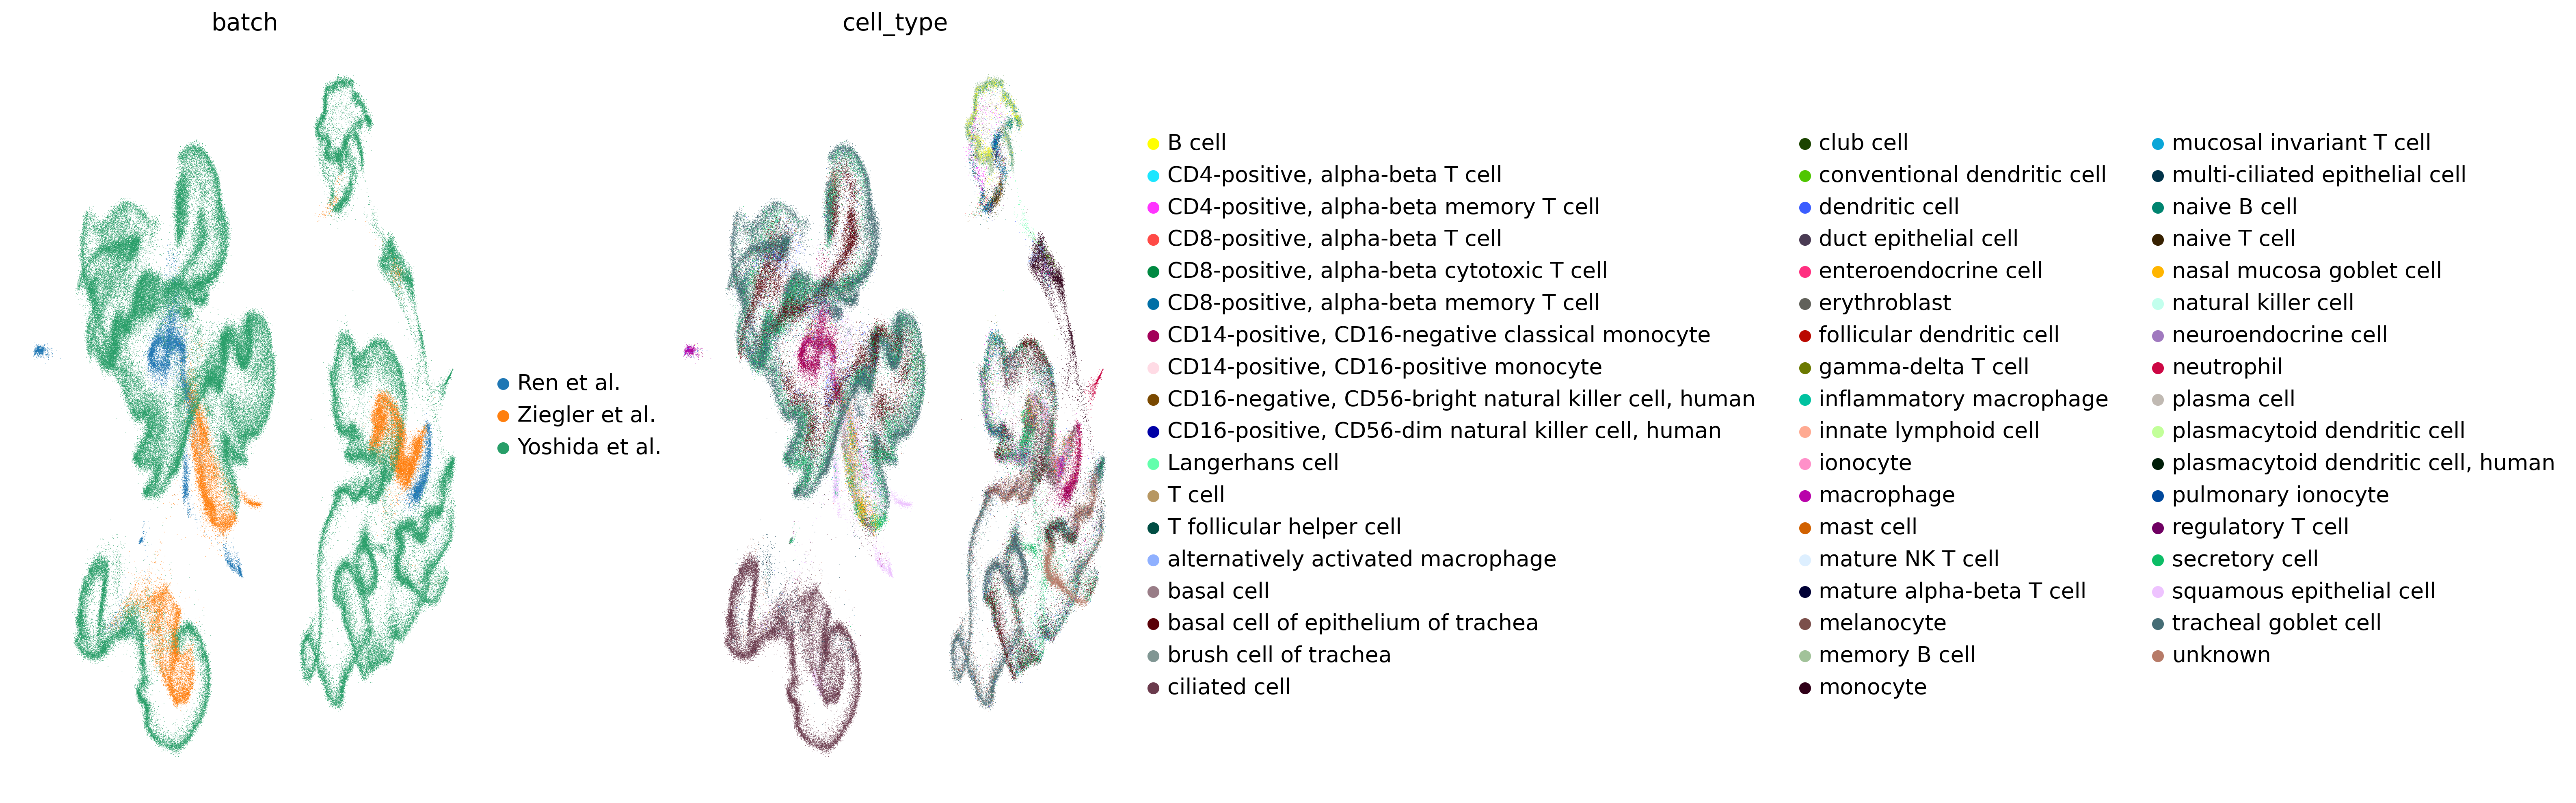 batch
cell_type
Ren et al.
Ziegler et al.
Yoshida et al.
B cell
CD4-positive, alpha-beta T cell
CD4-positive, alpha-beta memory T cell
CD8-positive, alpha-beta T cell
CD8-positive, alpha-beta cytotoxic T cell
CD8-positive, alpha-beta memory T cell
CD14-positive, CD16-negative classical monocyte
CD14-positive, CD16-positive monocyte
CD16-negative, CD56-bright natural killer cell, human
CD16-positive, CD56-dim natural killer cell, human
Langerhans cell
T cell
T follicular helper cell
alternatively activated macrophage
basal cell
basal cell of epithelium of trachea
brush cell of trachea
ciliated cell
club cell
conventional dendritic cell
dendritic cell
duct epithelial cell
enteroendocrine cell
erythroblast
follicular dendritic cell
gamma-delta T cell
inflammatory macrophage
innate lymphoid cell
ionocyte
macrophage
mast cell
mature NK T cell
mature alpha-beta T cell
melanocyte
memory B cell
monocyte
mucosal invariant T cell
multi-ciliated epithelial cell
naive B cell
naive T cell
nasal mucosa goblet cell
natural killer cell
neuroendocrine cell
neutrophil
plasma cell
plasmacytoid dendritic cell
plasmacytoid dendritic cell, human
pulmonary ionocyte
regulatory T cell
secretory cell
squamous epithelial cell
tracheal goblet cell
unknown